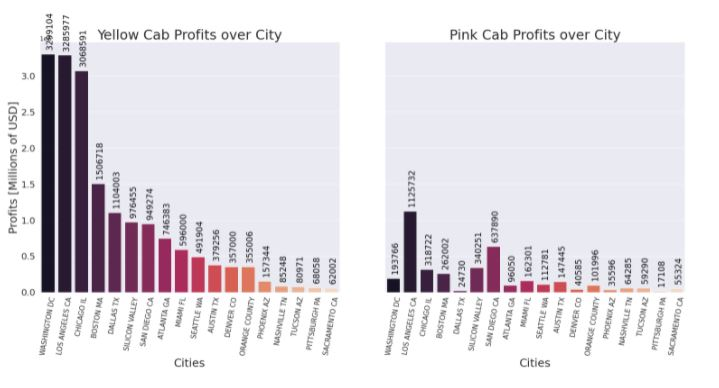 Yellow Cab Profits over City
Profits [Millions of USD]
3.0
2.5
2.0
1.5
1.0
0.5
0.0
3299104
3285977
3068591
1506718
1104003
976455
949274
746383
596000
491904
379256
357000
355006
157344
85248
80971
68058
62002
WASHINGTON DC
LOS ANGELES CA
CHICAGO IL
BOSTON MA
DALLAS TX
SILICON VALLEY
SAN DIEGO CA
ATLANTA GA
MIAMI FL
SEATTLE WA
AUSTIN TX
DENVER CO
ORANGE COUNTY
PHOENIX AZ
NASHVILLE TN
TUCSON AZ
PITTSBURGH PA
SACRAMENTO CA
Cities
Pink Cab Profits over City
193766
1125732
318722
262002
24730
340251
637890
96050
162301
112781
147445
40585
101996
35596
64285
59290
17108
55324
WASHINGTON DC
LOS ANGELES CA
CHICAGO IL
BOSTON MA
DALLAS TX
SILICON VALLEY
SAN DIEGO CA
ATLANTA GA
MIAMI FL
SEATTLE WA
AUSTIN TX
DENVER CO
ORANGE COUNTY
PHOENIX AZ
NASHVILLE TN
TUCSON AZ
PITTSBURGH PA
SACRAMENTO CA
Cities